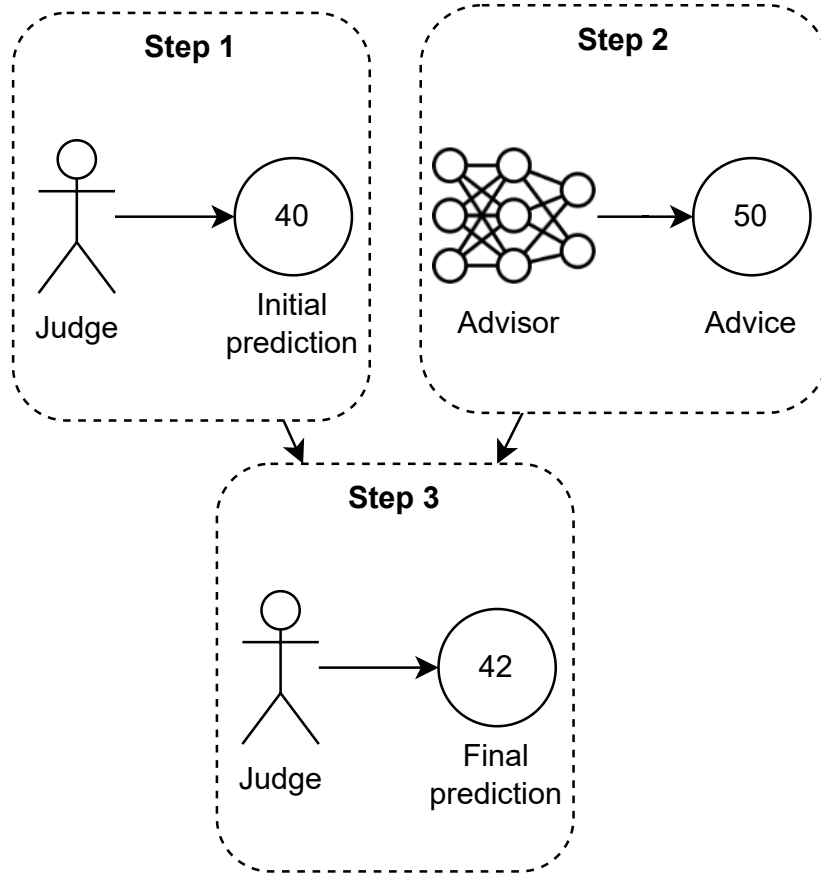 Step 1
40
Judge
Initial
prediction
Step 2
50
Advisor
Advice
Step 3
42
Judge
Final
prediction